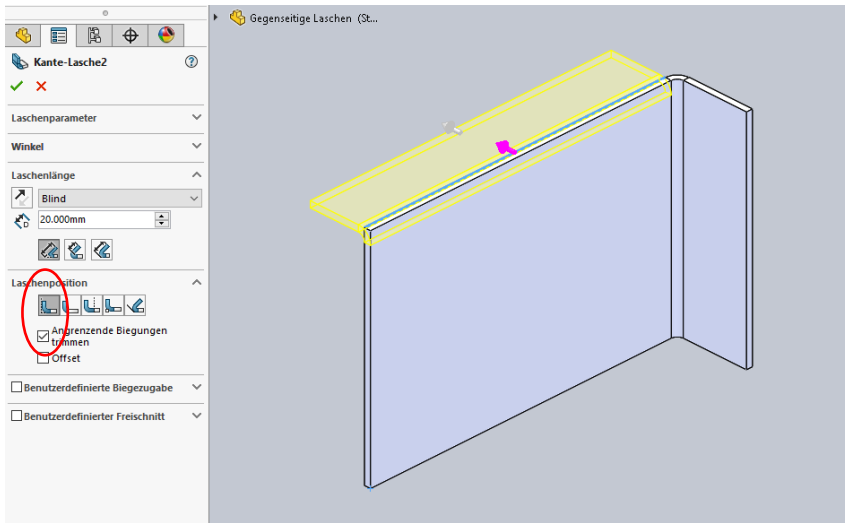 Gegenseitige Laschen (St...
Kante-Lasche2
Laschenparameter
Winkel
Laschenlänge
Blind
D
20.000mm
Laschenposition
Angrenzende Biegungen
trimmen
Offset
Benutzerdefinierte Biegezugabe
Benutzerdefinierter Freischnitt